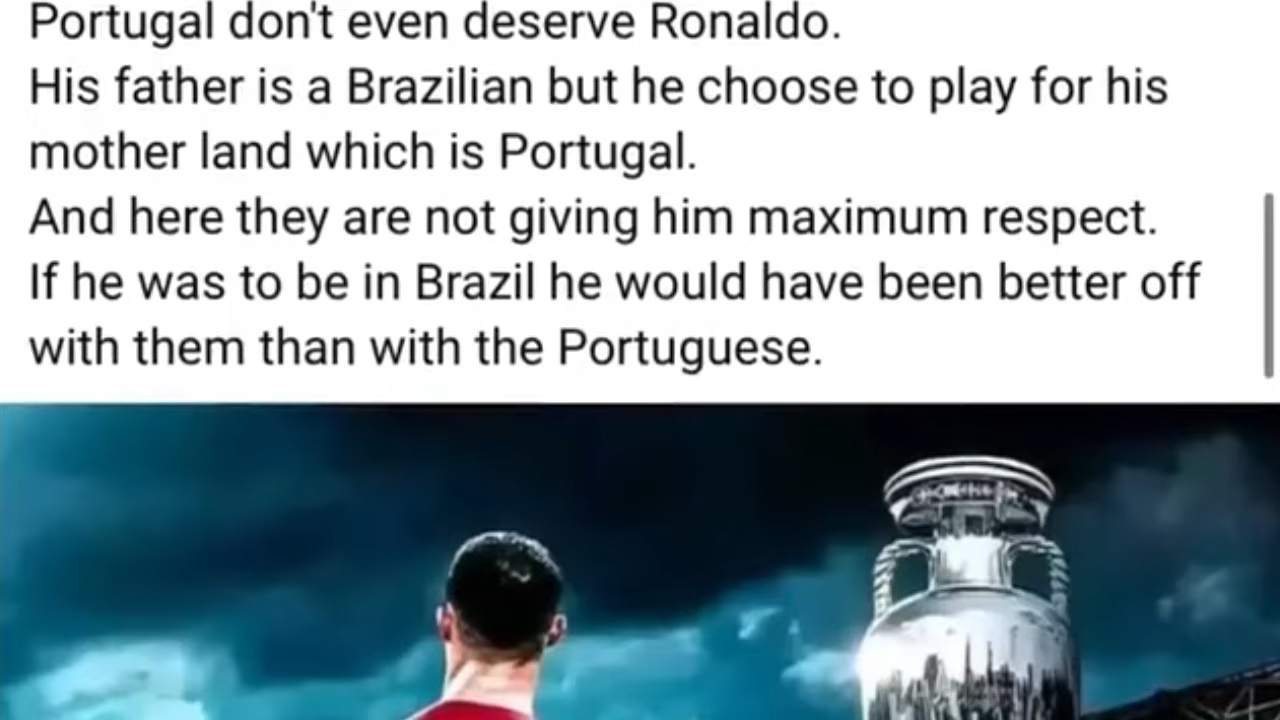 Portugal don't even deserve Ronaldo.
His father is a Brazilian but he choose to play for his
mother land which is Portugal.
And here they are not giving him maximum respect.
If he was to be in Brazil he would have been better off
with them than with the Portuguese.